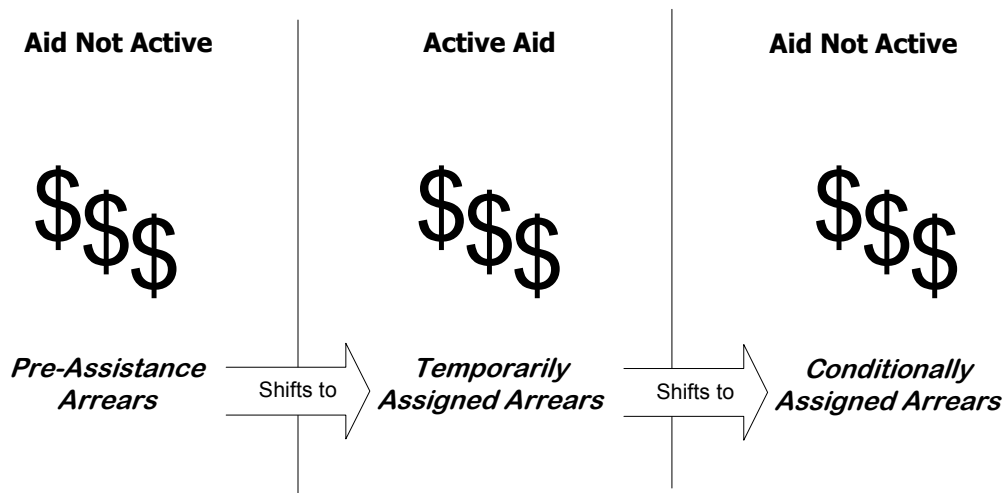 Aid Not Active
Active Aid
Aid Not Active
$$$
$$$
$$$
Pre-Assistance
Arrears
Shifts to
Temporarily
Assigned Arrears
Shifts to
Conditionally
Assigned Arrears